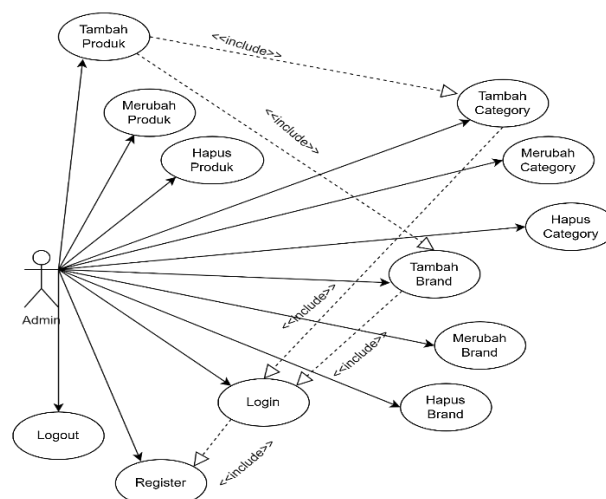 Tambah
Produk
<<include>>
Tambah
Category
Merubah
Produk
<<include>>
Hapus
Produk
Merubah
Category
Hapus
Category
Tambah
Brand
Admin
<<include>>
Merubah
Brand
<<include>>
Login
Hapus
Brand
Logout
<<include>>
Register